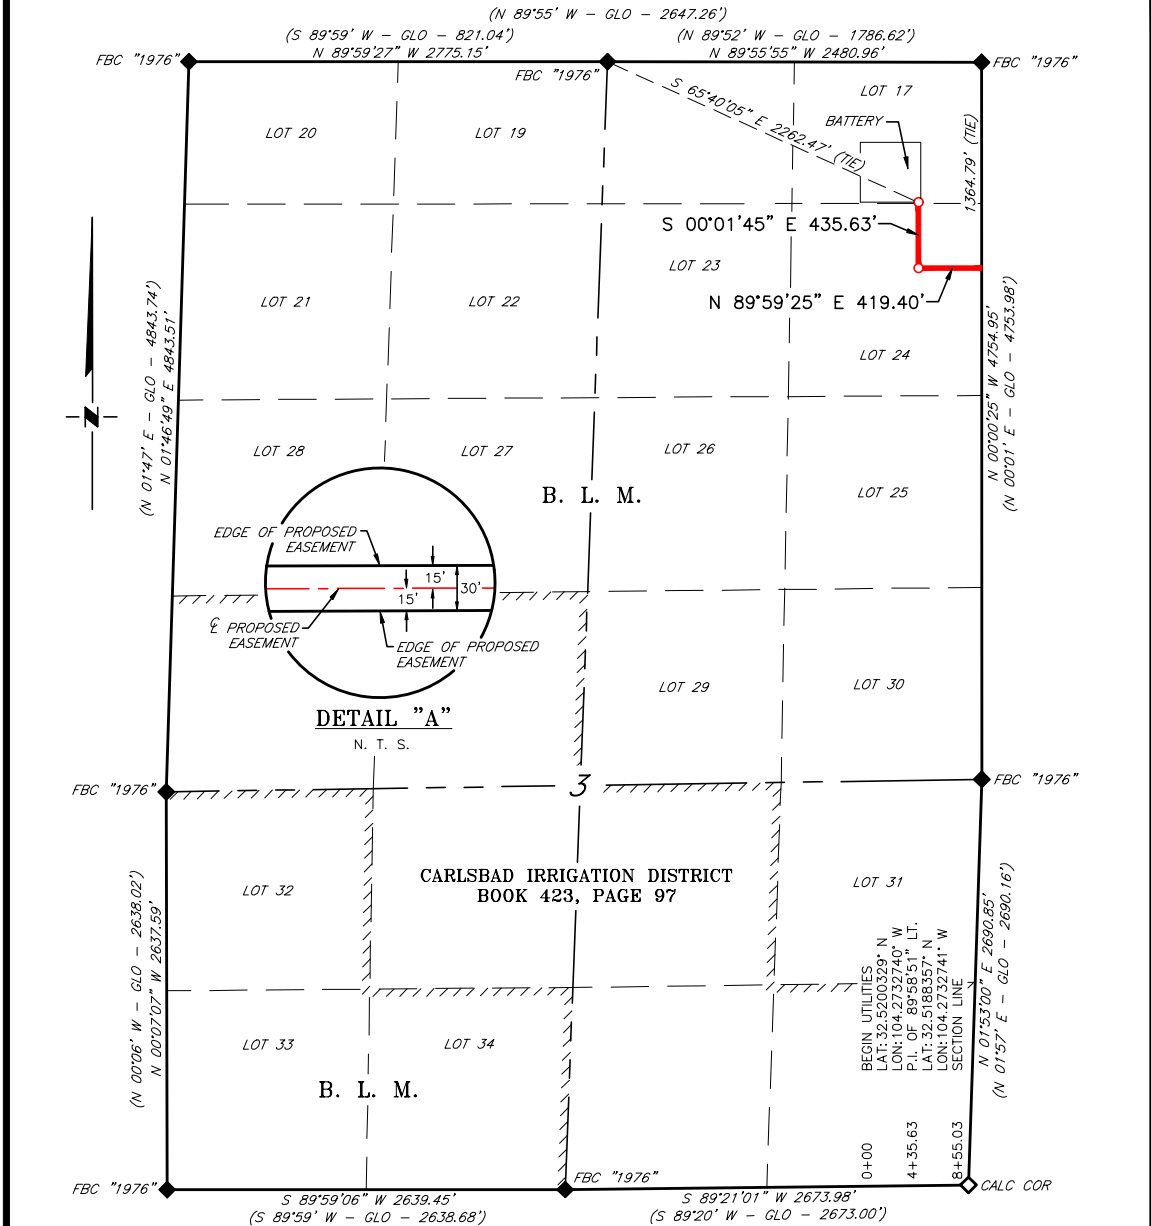 (N 89°55' W - GLO - 2647.26')
(S 89°59' W - GLO - 821.04')
(N 89°52' W - GLO - 1786.62')
N 89°59'27" W 2775.15'
N 89°55'55" W 2480.96'
FBC "1976"
FBC "1976"
FBC "1976"
LOT 17
BATTERY
LOT 20
LOT 19
S 65°40'05" E 2262.47' (TIE)
1364.79' (TIE)
S 00°01'45" E 435.63'
LOT 23
N 89°59'25" E 419.40'
LOT 21
LOT 22
LOT 24
(N 01°47' E - GLO - 4843.74')
N 01°46'49" E 4843.51'
N 00°00'25" W 4754.95'
(N 00°01' E - GLO - 4753.98')
N
LOT 28
LOT 27
LOT 26
LOT 25
B. L. M.
EDGE OF PROPOSED
EASEMENT
15'
30'
15'
℄ PROPOSED
EASEMENT
EDGE OF PROPOSED
EASEMENT
DETAIL "A"
N. T. S.
LOT 29
LOT 30
FBC "1976"
3
FBC "1976"
CARLSBAD IRRIGATION DISTRICT
BOOK 423, PAGE 97
LOT 32
LOT 31
(N 00°06' W - GLO - 2638.02')
N 00°07'07" W 2637.59'
N 01°53'00" E 2690.85'
(N 01°57' E - GLO - 2690.16')
0+00 BEGIN UTILITIES
LAT: 32.5200329° N
LON:104.2732740° W
4+35.63 P.I. OF 89°58'51" LT.
LAT: 32.5188357° N
LON:104.2732741° W
8+55.03 SECTION LINE
LOT 33
LOT 34
B. L. M.
FBC "1976"
FBC "1976"
CALC COR
S 89°59'06" W 2639.45'
(S 89°59' W - GLO - 2638.68')
S 89°21'01" W 2673.98'
(S 89°20' W - GLO - 2673.00')